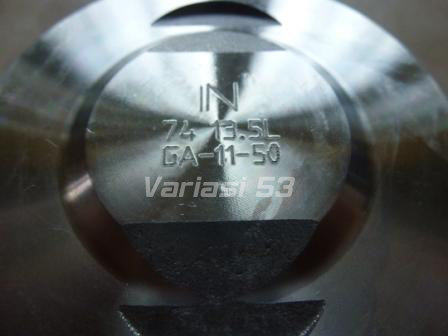 IN
74 13.5L
GA-11-50
Variasi 53